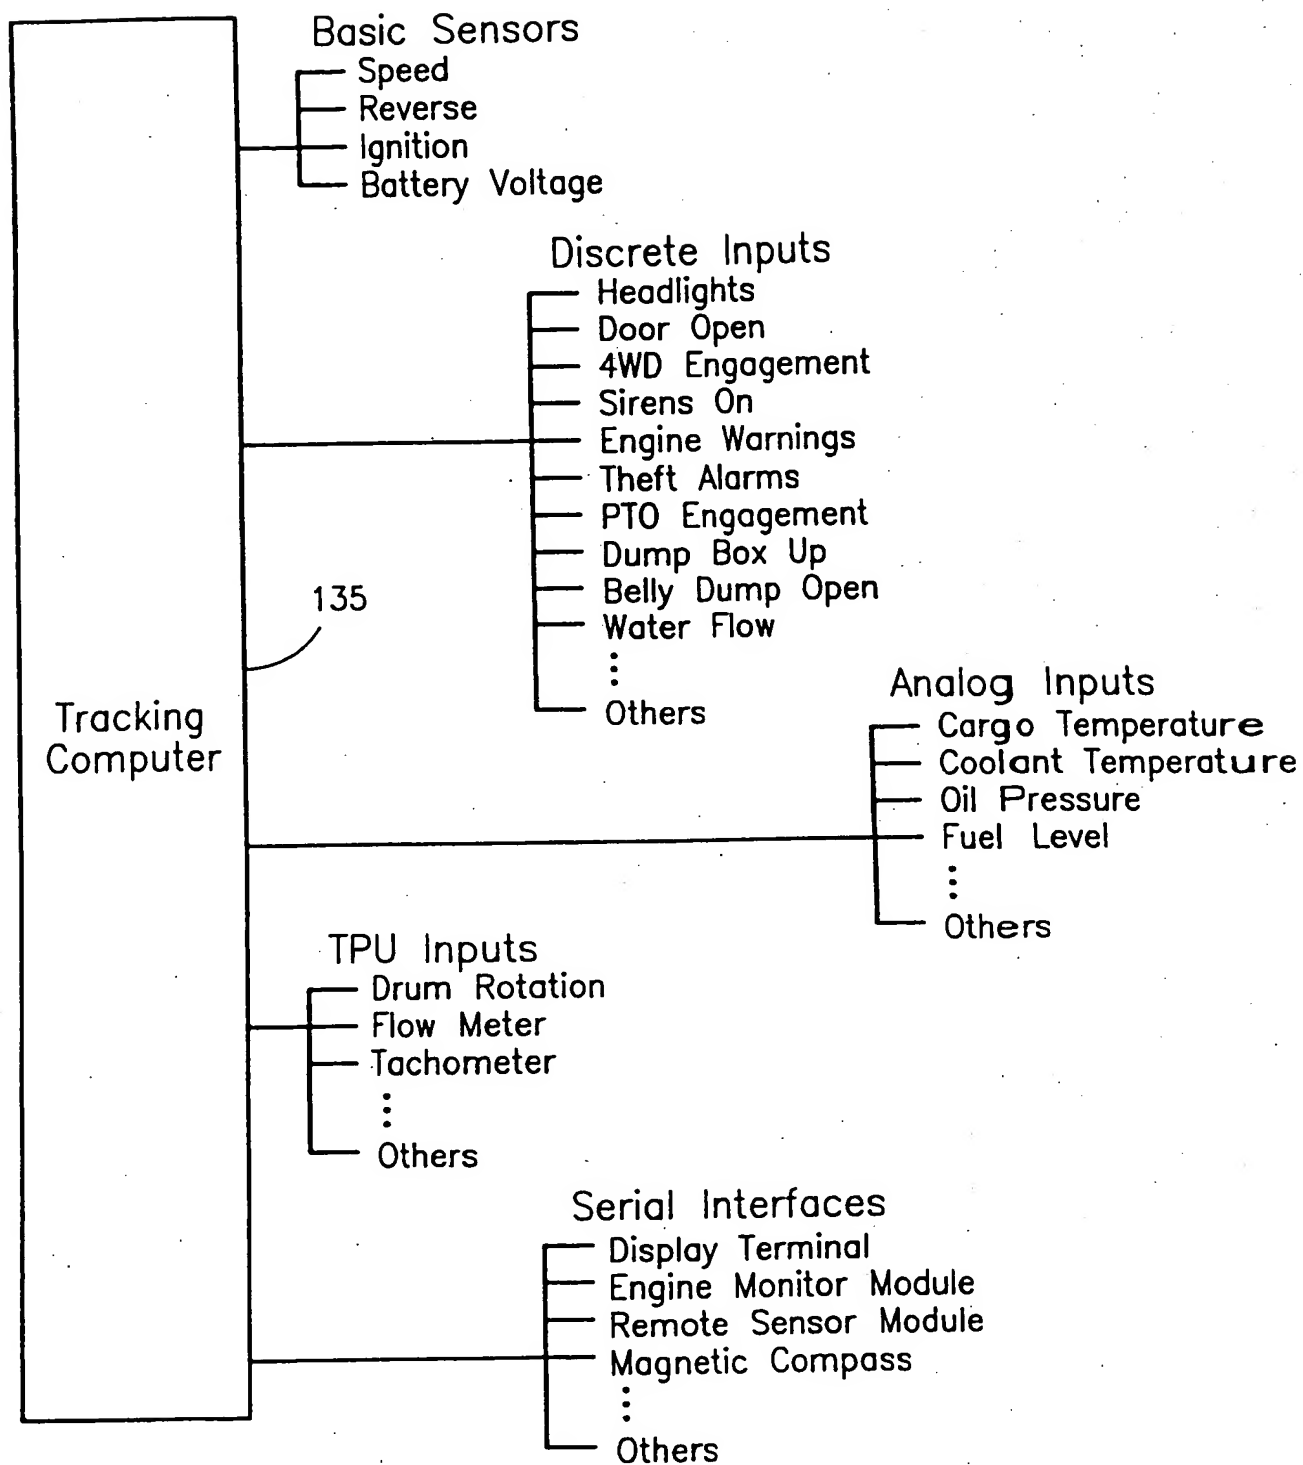 Basic Sensors
Speed
Reverse
Ignition
Battery Voltage
Discrete Inputs
Headlights
Door Open
4WD Engagement
Sirens On
Engine Warnings
Theft Alarms
PTO Engagement
Dump Box Up
Belly Dump Open
Water Flow
Others
135
Tracking
Computer
Analog Inputs
Cargo Temperature
Coolant Temperature
Oil Pressure
Fuel Level
Others
TPU Inputs
Drum Rotation
Flow Meter
Tachometer
Others
Serial Interfaces
Display Terminal
Engine Monitor Module
Remote Sensor Module
Magnetic Compass
Others